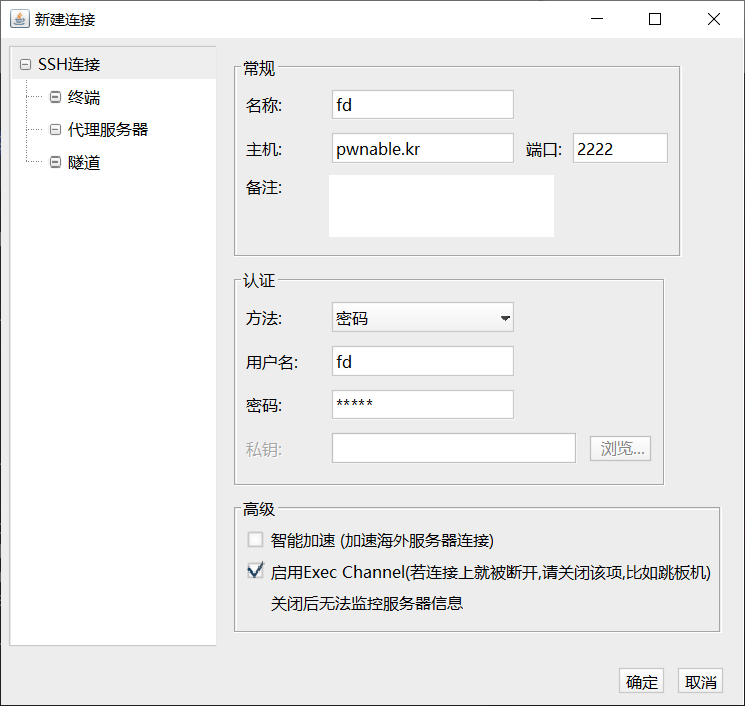 新建连接
SSH连接
终端
代理服务器
隧道
常规
名称: fd
主机: pwnable.kr 端口: 2222
备注:
认证
方法: 密码
用户名: fd
密码: *****
私钥: 浏览...
高级
智能加速 (加速海外服务器连接)
启用Exec Channel(若连接上就被断开,请关闭该项,比如跳板机)
关闭后无法监控服务器信息
确定 取消